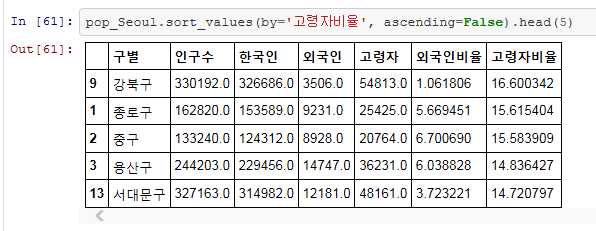 In [61]: pop_Seoul.sort_values(by='고령자비율', ascending=False).head(5)
Out[61]:
구별 인구수 한국인 외국인 고령자 외국인비율 고령자비율
9 강북구 330192.0 326686.0 3506.0 54813.0 1.061806 16.600342
1 종로구 162820.0 153589.0 9231.0 25425.0 5.669451 15.615404
2 중구 133240.0 124312.0 8928.0 20764.0 6.700690 15.583909
3 용산구 244203.0 229456.0 14747.0 36231.0 6.038828 14.836427
13 서대문구 327163.0 314982.0 12181.0 48161.0 3.723221 14.720797